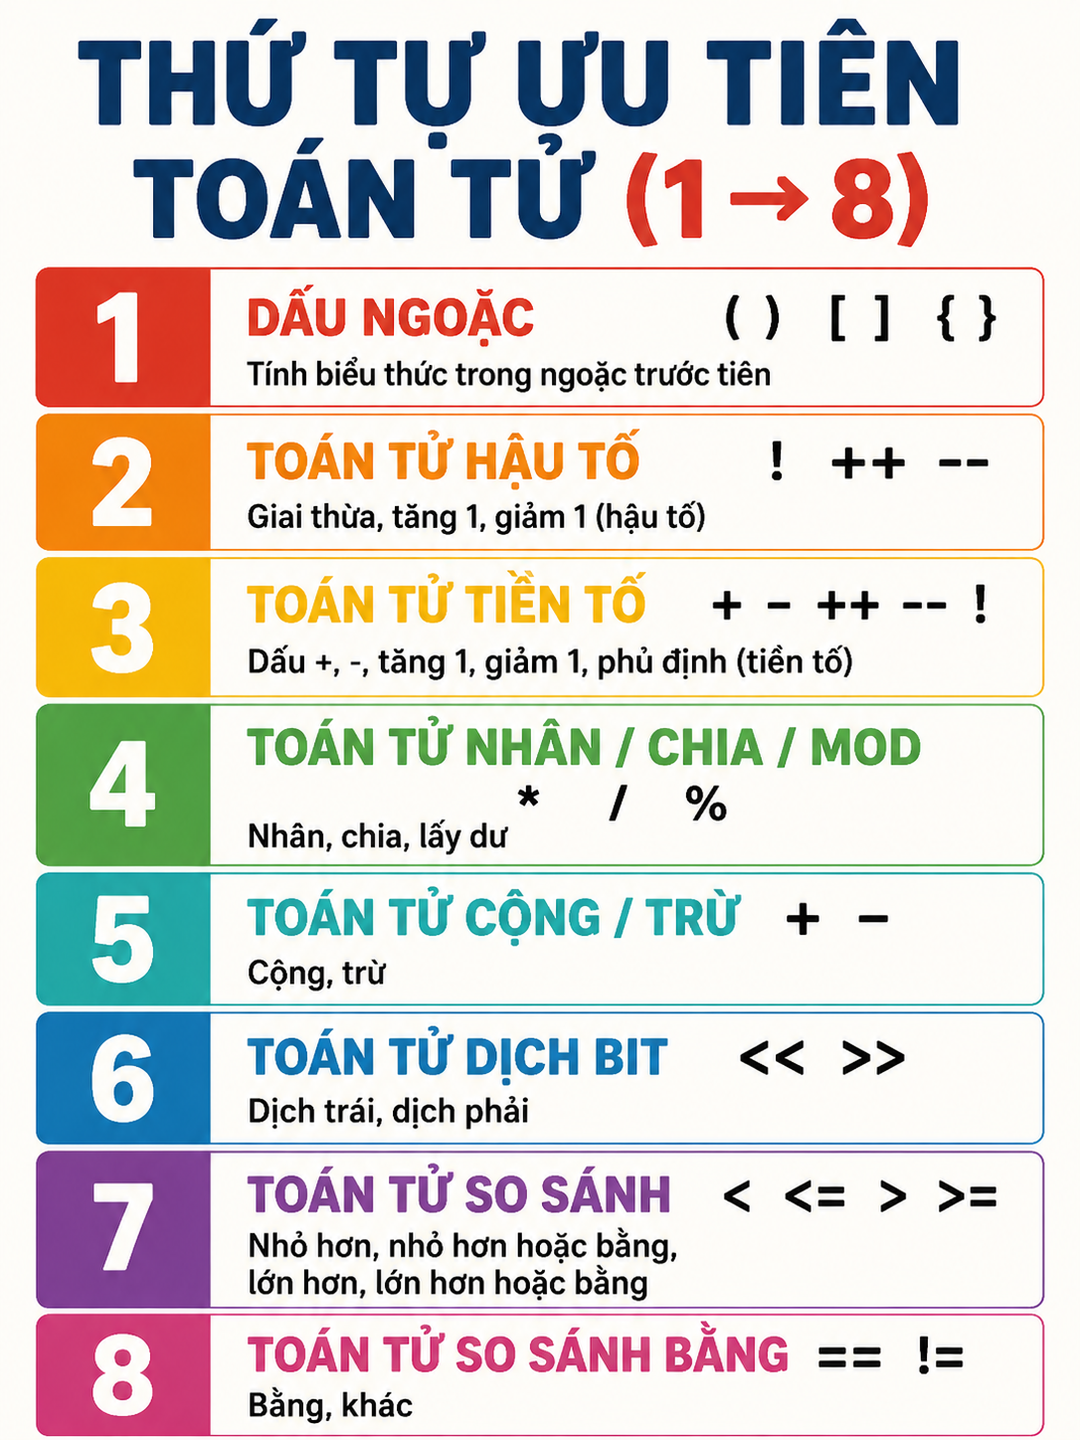 THỨ TỰ ƯU TIÊN
TOÁN TỬ (1 → 8)
1
DẤU NGOẶC ( ) [ ] { }
Tính biểu thức trong ngoặc trước tiên
2
TOÁN TỬ HẬU TỐ ! ++ --
Giai thừa, tăng 1, giảm 1 (hậu tố)
3
TOÁN TỬ TIỀN TỐ + - ++ -- !
Dấu +, -, tăng 1, giảm 1, phủ định (tiền tố)
4
TOÁN TỬ NHÂN / CHIA / MOD
* / %
Nhân, chia, lấy dư
5
TOÁN TỬ CỘNG / TRỪ + -
Cộng, trừ
6
TOÁN TỬ DỊCH BIT << >>
Dịch trái, dịch phải
7
TOÁN TỬ SO SÁNH < <= > >=
Nhỏ hơn, nhỏ hơn hoặc bằng,
lớn hơn, lớn hơn hoặc bằng
8
TOÁN TỬ SO SÁNH BẰNG == !=
Bằng, khác